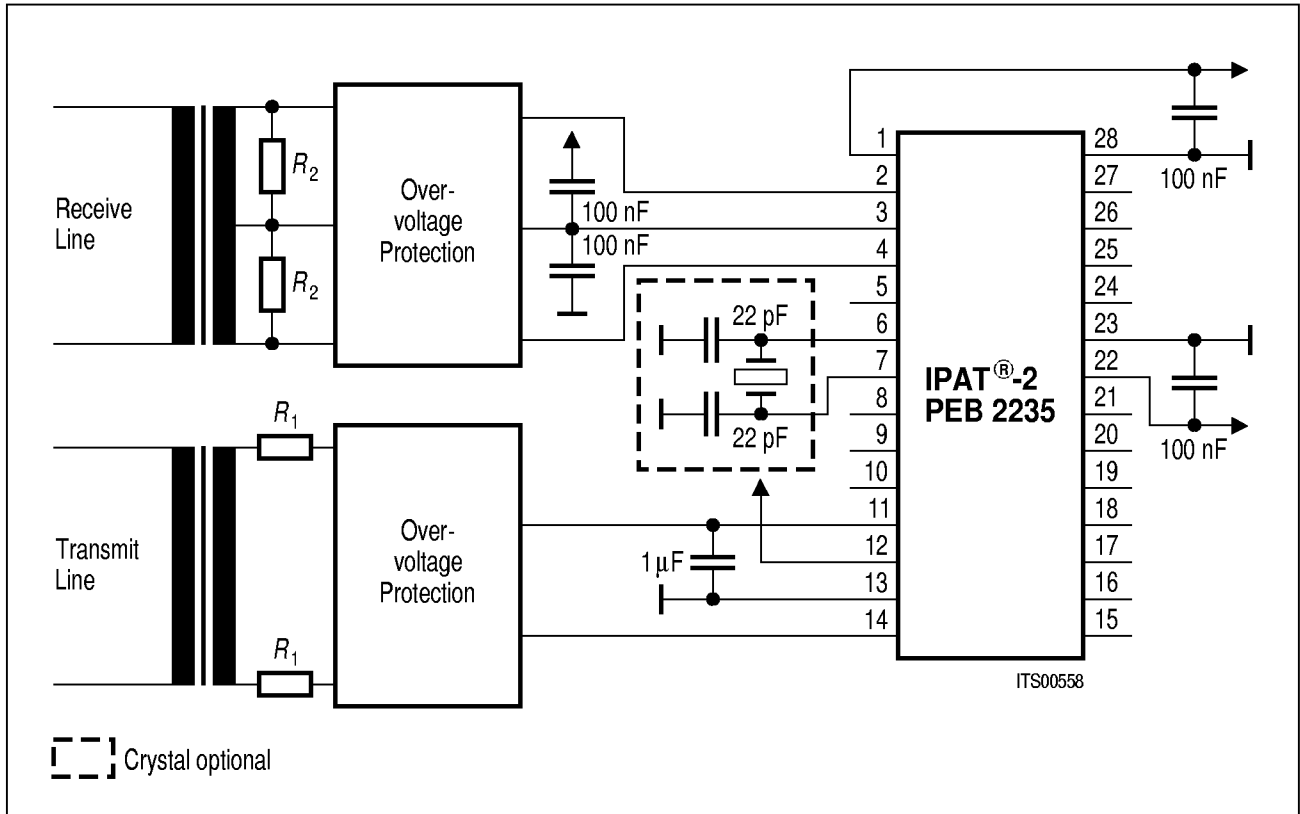 Receive
Line
R2
R2
Over-
voltage
Protection
100 nF
100 nF
22 pF
22 pF
R1
R1
Transmit
Line
Over-
voltage
Protection
1 µF
1
2
3
4
5
6
7
8
9
10
11
12
13
14
IPAT®-2
PEB 2235
28
27
26
25
24
23
22
21
20
19
18
17
16
15
100 nF
100 nF
ITS00558
Crystal optional